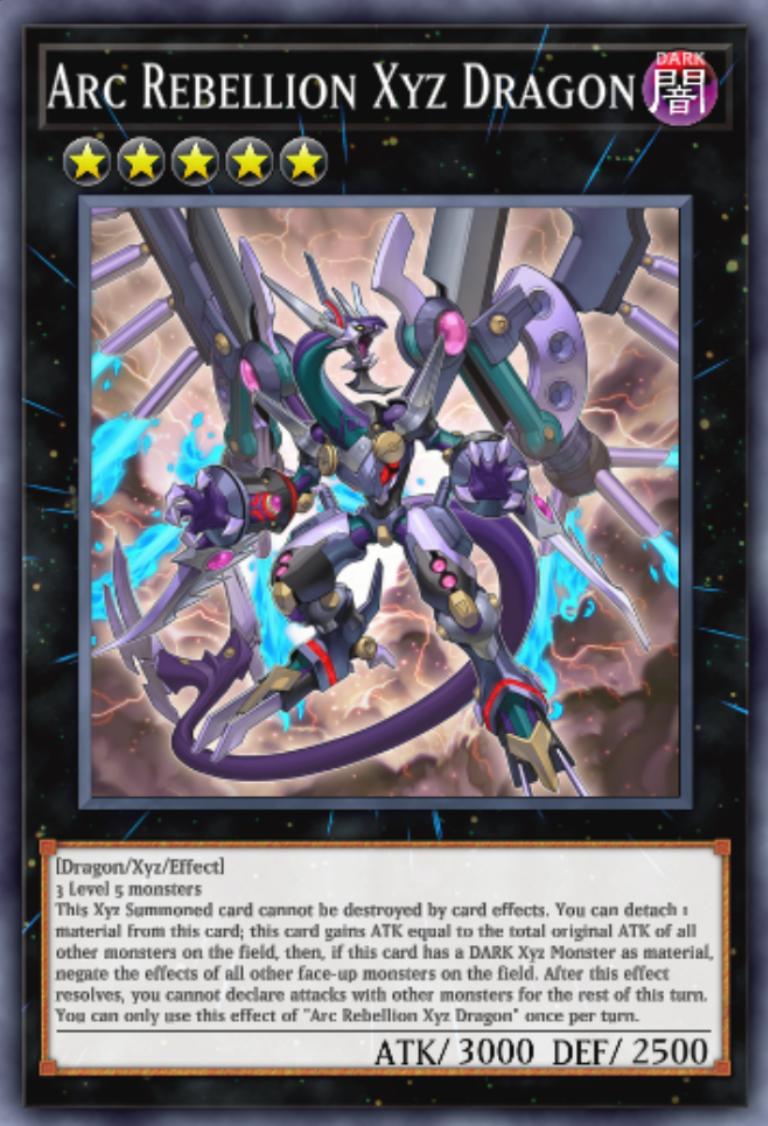 Arc Rebellion Xyz Dragon
DARK
闇
[Dragon/Xyz/Effect]
3 Level 5 monsters
This Xyz Summoned card cannot be destroyed by card effects. You can detach 1
material from this card; this card gains ATK equal to the total original ATK of all
other monsters on the field, then, if this card has a DARK Xyz Monster as material,
negate the effects of all other face-up monsters on the field. After this effect
resolves, you cannot declare attacks with other monsters for the rest of this turn.
You can only use this effect of "Arc Rebellion Xyz Dragon" once per turn.
ATK/ 3000 DEF/ 2500